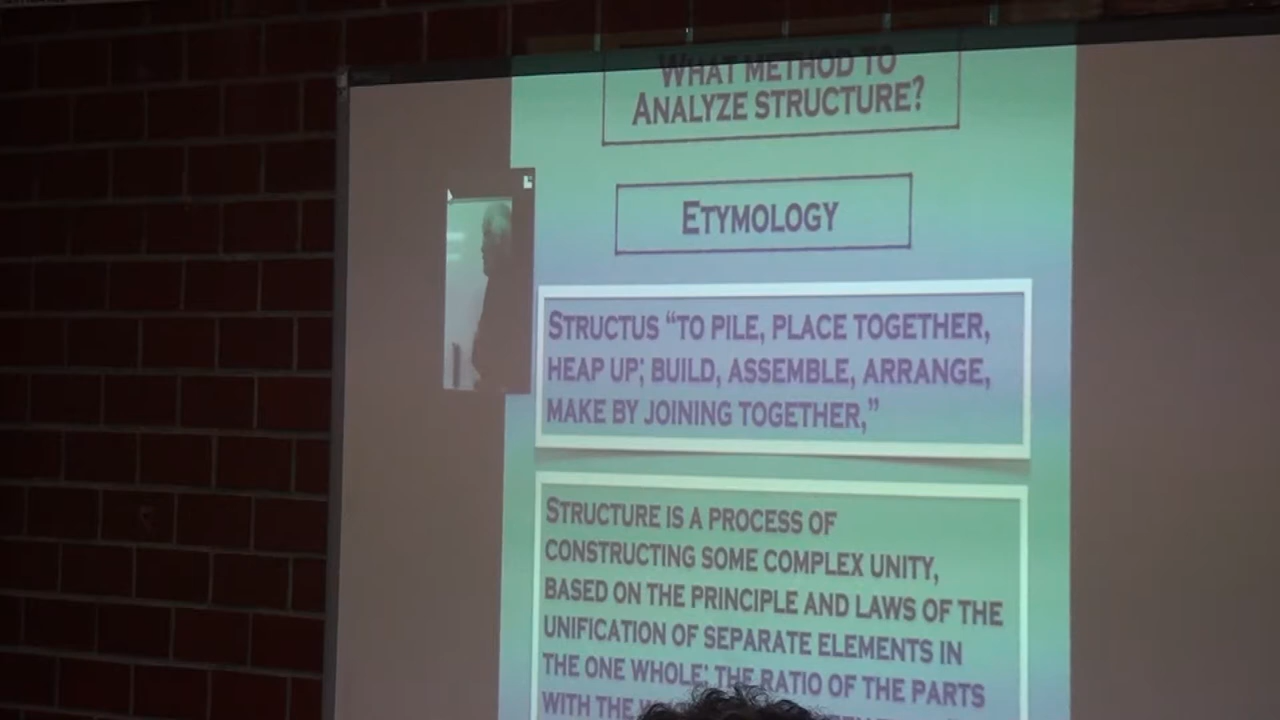 WHAT METHOD TO
ANALYZE STRUCTURE?
ETYMOLOGY
STRUCTUS “TO PILE, PLACE TOGETHER,
HEAP UP; BUILD, ASSEMBLE, ARRANGE,
MAKE BY JOINING TOGETHER,”
STRUCTURE IS A PROCESS OF
CONSTRUCTING SOME COMPLEX UNITY,
BASED ON THE PRINCIPLE AND LAWS OF THE
UNIFICATION OF SEPARATE ELEMENTS IN
THE ONE WHOLE; THE RATIO OF THE PARTS
WITH THE